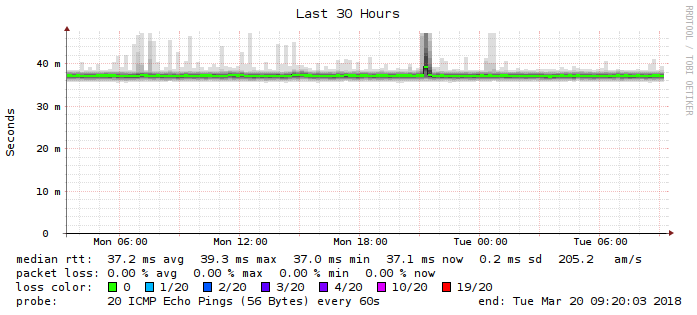 Last 30 Hours
RRDTOOL / TOBI OETIKER
Seconds
40 m
30 m
20 m
10 m
0
Mon 06:00 Mon 12:00 Mon 18:00 Tue 00:00 Tue 06:00
median rtt: 37.2 ms avg 39.3 ms max 37.0 ms min 37.1 ms now 0.2 ms sd 205.2 am/s
packet loss: 0.00 % avg 0.00 % max 0.00 % min 0.00 % now
loss color: 0 1/20 2/20 3/20 4/20 10/20 19/20
probe: 20 ICMP Echo Pings (56 Bytes) every 60s end: Tue Mar 20 09:20:03 2018